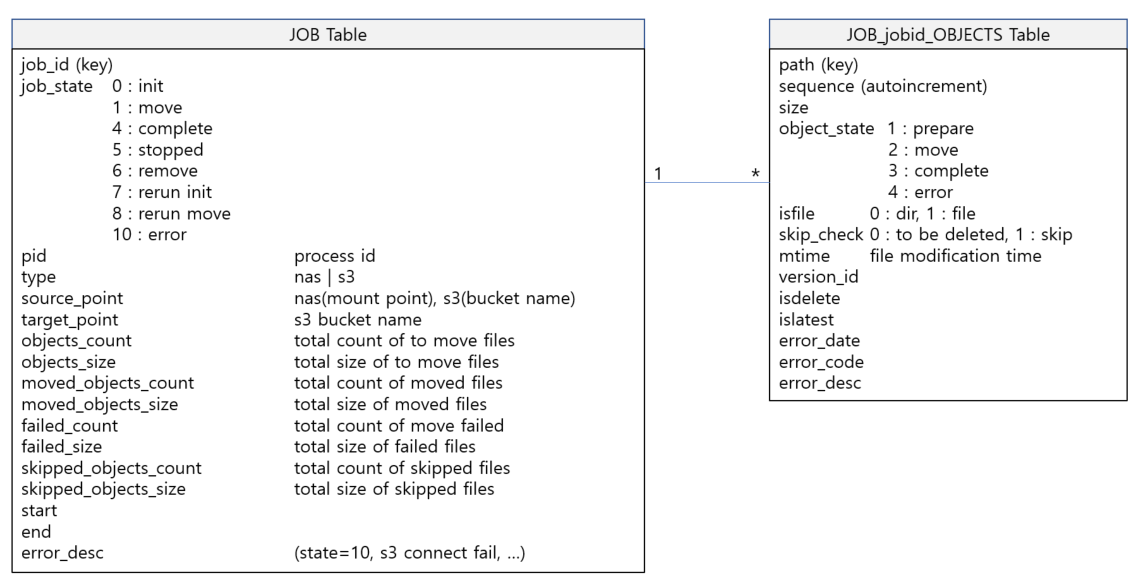 JOB Table
job_id (key)
job_state 0 : init
1 : move
4 : complete
5 : stopped
6 : remove
7 : rerun init
8 : rerun move
10 : error
pid process id
type nas | s3
source_point nas(mount point), s3(bucket name)
target_point s3 bucket name
objects_count total count of to move files
objects_size total size of to move files
moved_objects_count total count of moved files
moved_objects_size total size of moved files
failed_count total count of move failed
failed_size total size of failed files
skipped_objects_count total count of skipped files
skipped_objects_size total size of skipped files
start
end
error_desc (state=10, s3 connect fail, ...)
1 *
JOB_jobid_OBJECTS Table
path (key)
sequence (autoincrement)
size
object_state 1 : prepare
2 : move
3 : complete
4 : error
isfile 0 : dir, 1 : file
skip_check 0 : to be deleted, 1 : skip
mtime file modification time
version_id
isdelete
islatest
error_date
error_code
error_desc